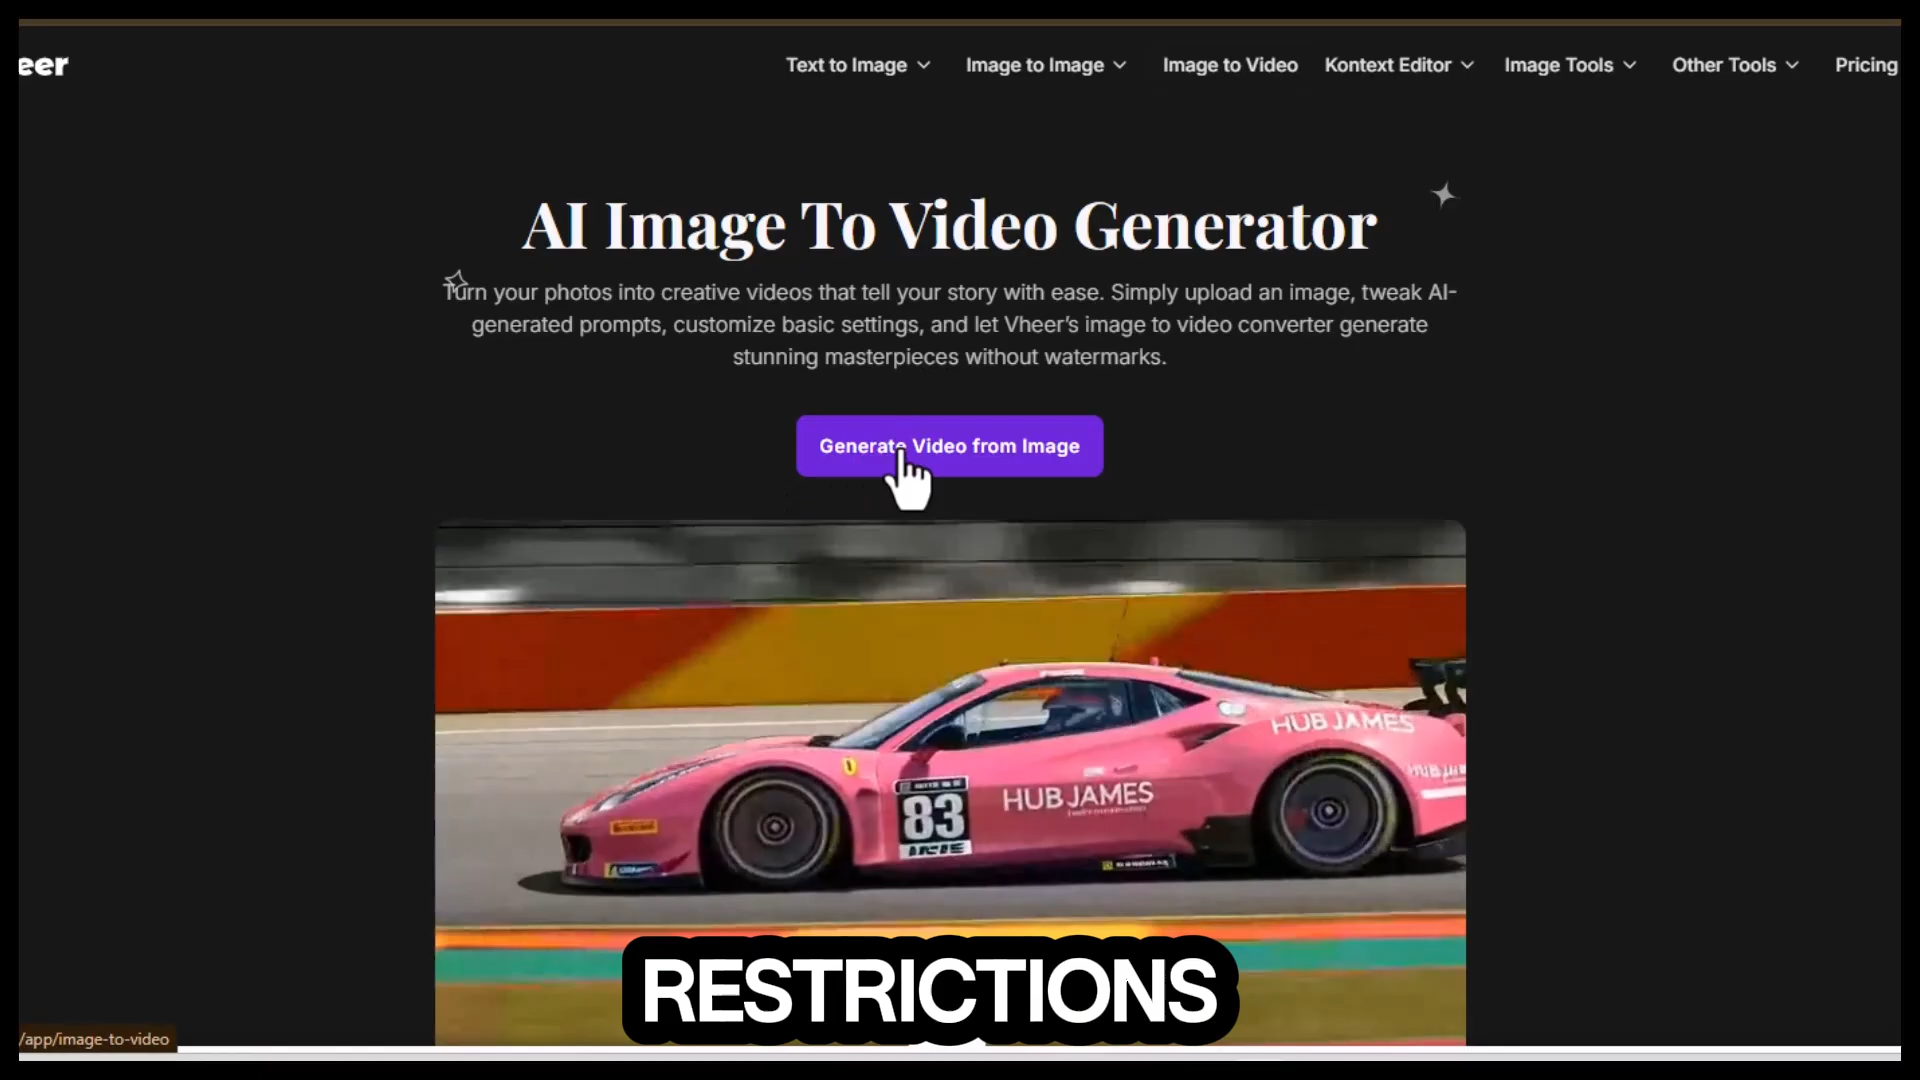 eer
Text to Image
Image to Image
Image to Video
Kontext Editor
Image Tools
Other Tools
Pricing
AI Image To Video Generator
Turn your photos into creative videos that tell your story with ease. Simply upload an image, tweak AI-
generated prompts, customize basic settings, and let Vheer's image to video converter generate
stunning masterpieces without watermarks.
Generate Video from Image
HUB JAMES
HUB JAMES
83
RESTRICTIONS
/app/image-to-video